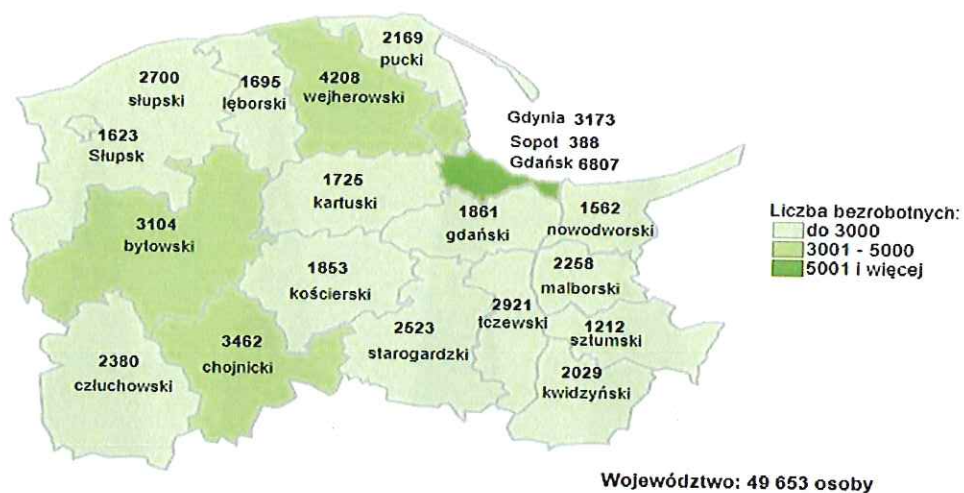 2169
pucki
2700
słupski
1695
lęborski
4208
wejherowski
Gdynia 3173
Sopot 388
Gdańsk 6807
1623
Słupsk
1725
kartuski
1861
gdański
1562
nowodworski
3104
bytowski
1853
kościerski
2258
malborski
2921
tczewski
2523
starogardzki
1212
sztumski
2380
człuchowski
3462
chojnicki
2029
kwidzyński
Liczba bezrobotnych:
do 3000
3001 - 5000
5001 i więcej
Województwo: 49 653 osoby